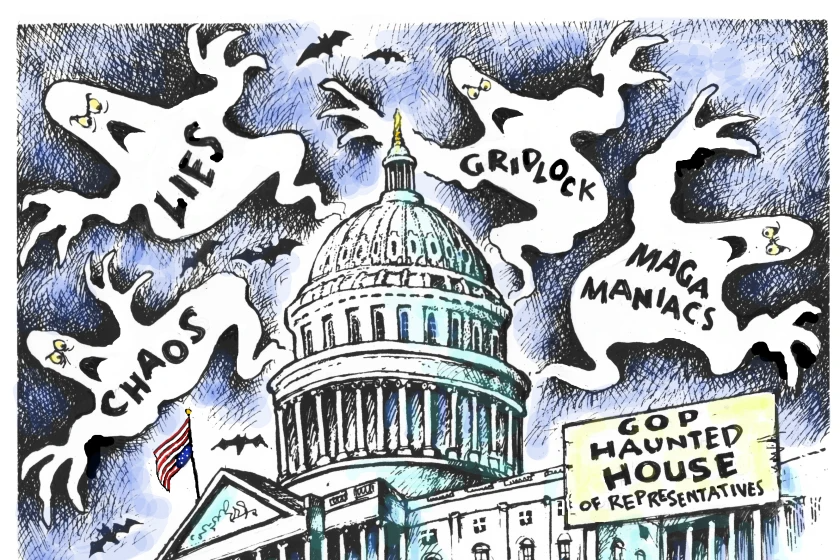 LIES
GRIDLOCK
MAGA
MANIACS
CHAOS
GOP
HAUNTED
HOUSE
OF REPRESENTATIVES